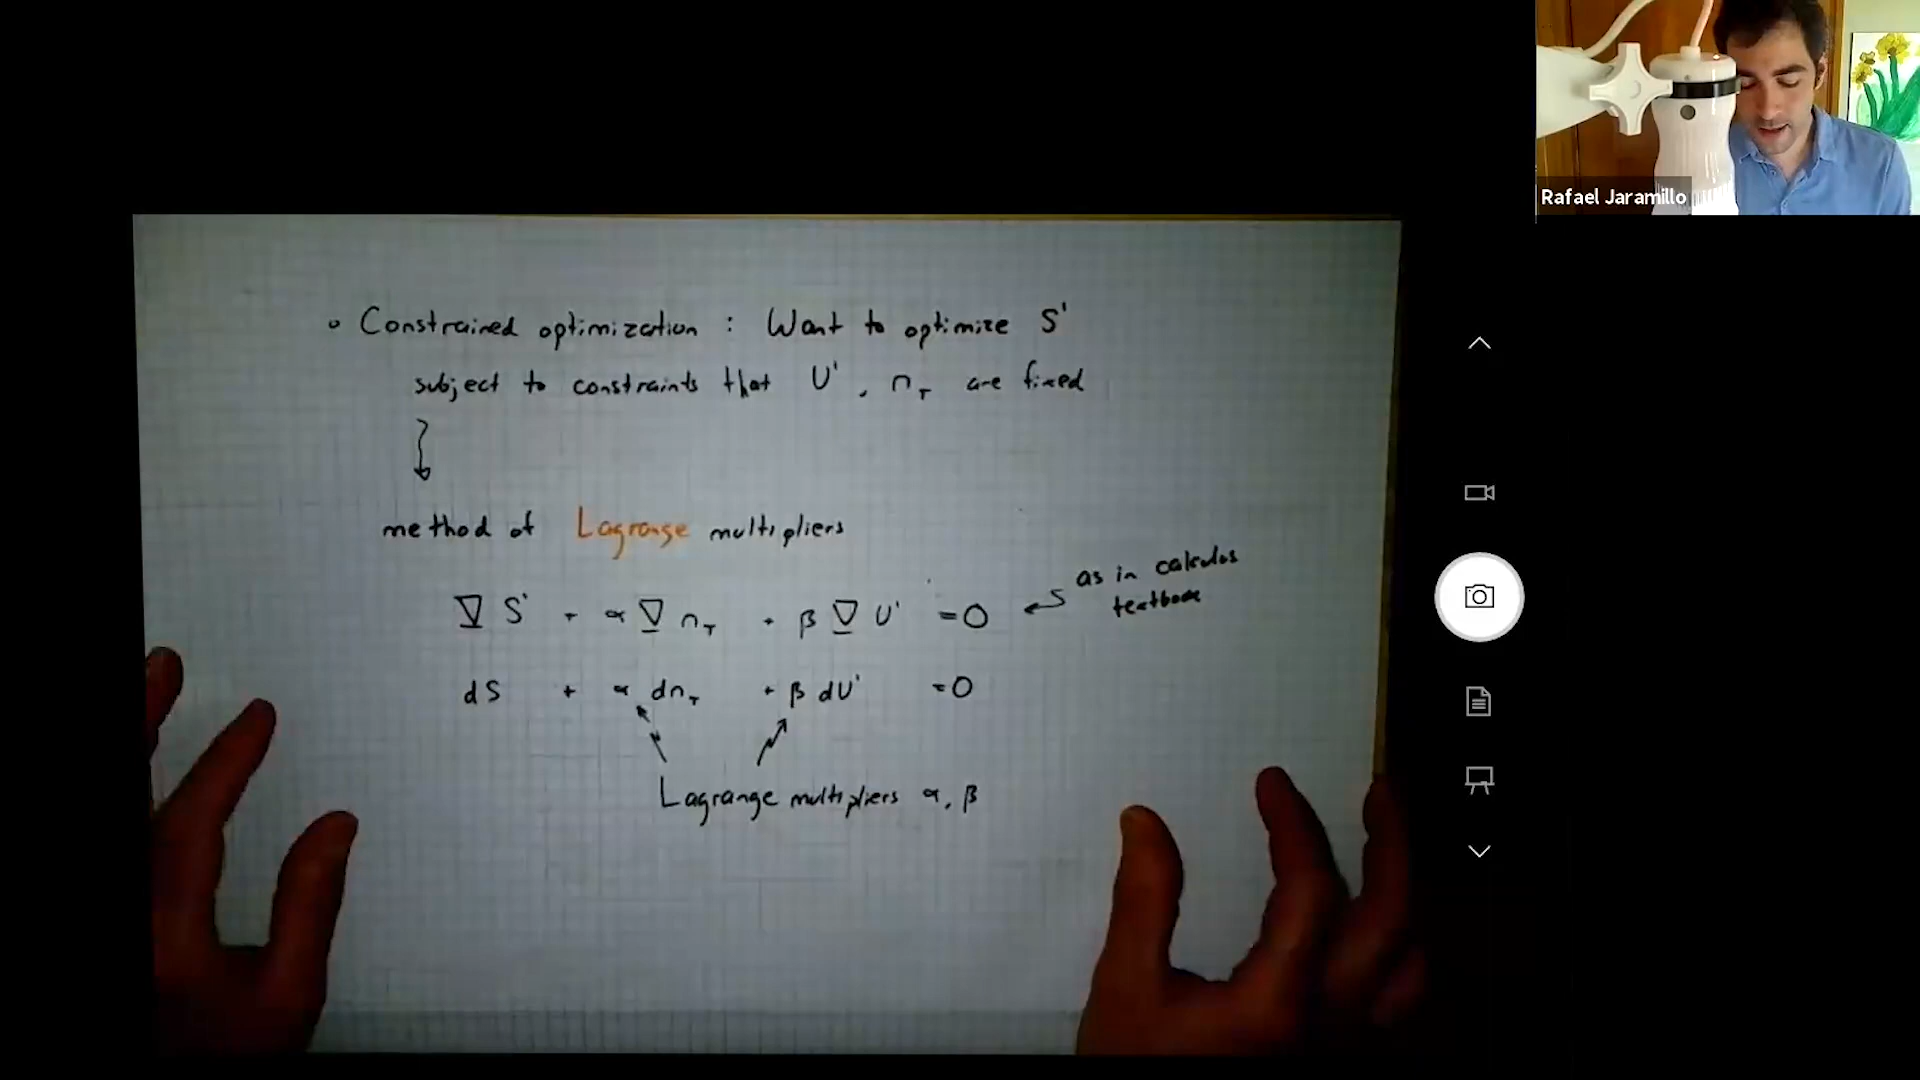 Rafael Jaramillo
• Constrained optimization : Want to optimize S'
subject to constraints that U', n_T are fixed
method of Lagrange multipliers
∇ S' + α ∇ n_T + β ∇ U' = 0
as in calculus
textbook
dS + α dn_T + β dU' = 0
Lagrange multipliers α, β